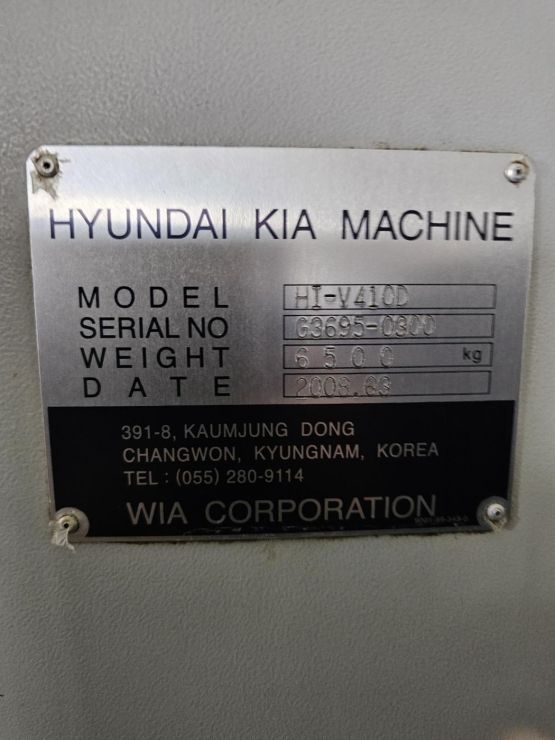 HYUNDAI KIA MACHINE
MODEL HI-V410D
SERIAL NO G3695-0300
WEIGHT 6500 kg
DATE 2008.03
391-8, KAUMJUNG DONG
CHANGWON, KYUNGNAM, KOREA
TEL : (055) 280-9114
WIA CORPORATION